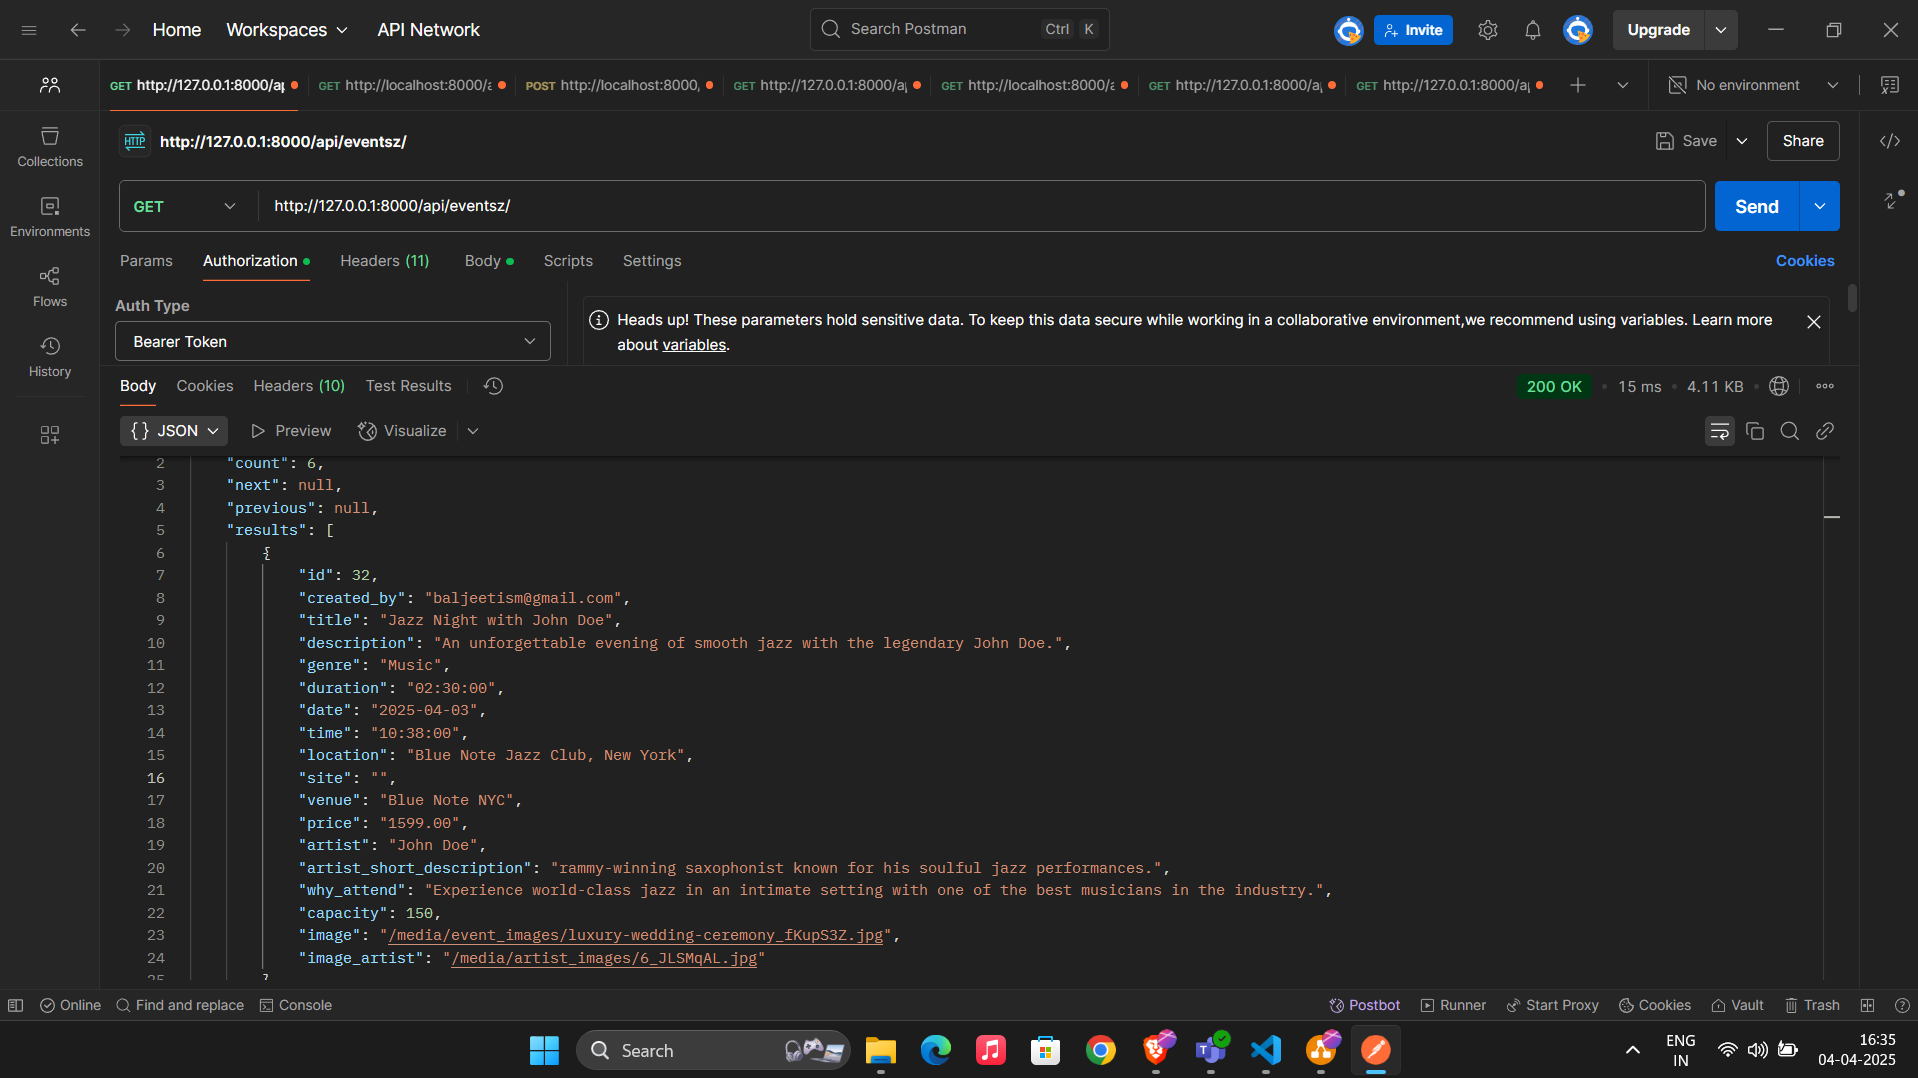 Home Workspaces API Network Search Postman Ctrl K Invite Upgrade
GET http://127.0.0.1:8000/ap GET http://localhost:8000/a POST http://localhost:8000, GET http://127.0.0.1:8000/ap GET http://localhost:8000/a GET http://127.0.0.1:8000/ap GET http://127.0.0.1:8000/ap No environment
HTTP http://127.0.0.1:8000/api/eventsz/ Save Share
GET http://127.0.0.1:8000/api/eventsz/ Send
Params Authorization Headers (11) Body Scripts Settings Cookies
Collections
Environments
Flows
History
Auth Type
Bearer Token
Heads up! These parameters hold sensitive data. To keep this data secure while working in a collaborative environment,we recommend using variables. Learn more
about variables.
Body Cookies Headers (10) Test Results 200 OK 15 ms 4.11 KB
{} JSON Preview Visualize
2 "count": 6,
3 "next": null,
4 "previous": null,
5 "results": [
6 {
7 "id": 32,
8 "created_by": "baljeetism@gmail.com",
9 "title": "Jazz Night with John Doe",
10 "description": "An unforgettable evening of smooth jazz with the legendary John Doe.",
11 "genre": "Music",
12 "duration": "02:30:00",
13 "date": "2025-04-03",
14 "time": "10:38:00",
15 "location": "Blue Note Jazz Club, New York",
16 "site": "",
17 "venue": "Blue Note NYC",
18 "price": "1599.00",
19 "artist": "John Doe",
20 "artist_short_description": "rammy-winning saxophonist known for his soulful jazz performances.",
21 "why_attend": "Experience world-class jazz in an intimate setting with one of the best musicians in the industry.",
22 "capacity": 150,
23 "image": "/media/event_images/luxury-wedding-ceremony_fKupS3Z.jpg",
24 "image_artist": "/media/artist_images/6_JLSMqAL.jpg"
25 }
Online Find and replace Console Postbot Runner Start Proxy Cookies Vault Trash
Search
ENG
IN
16:35
04-04-2025